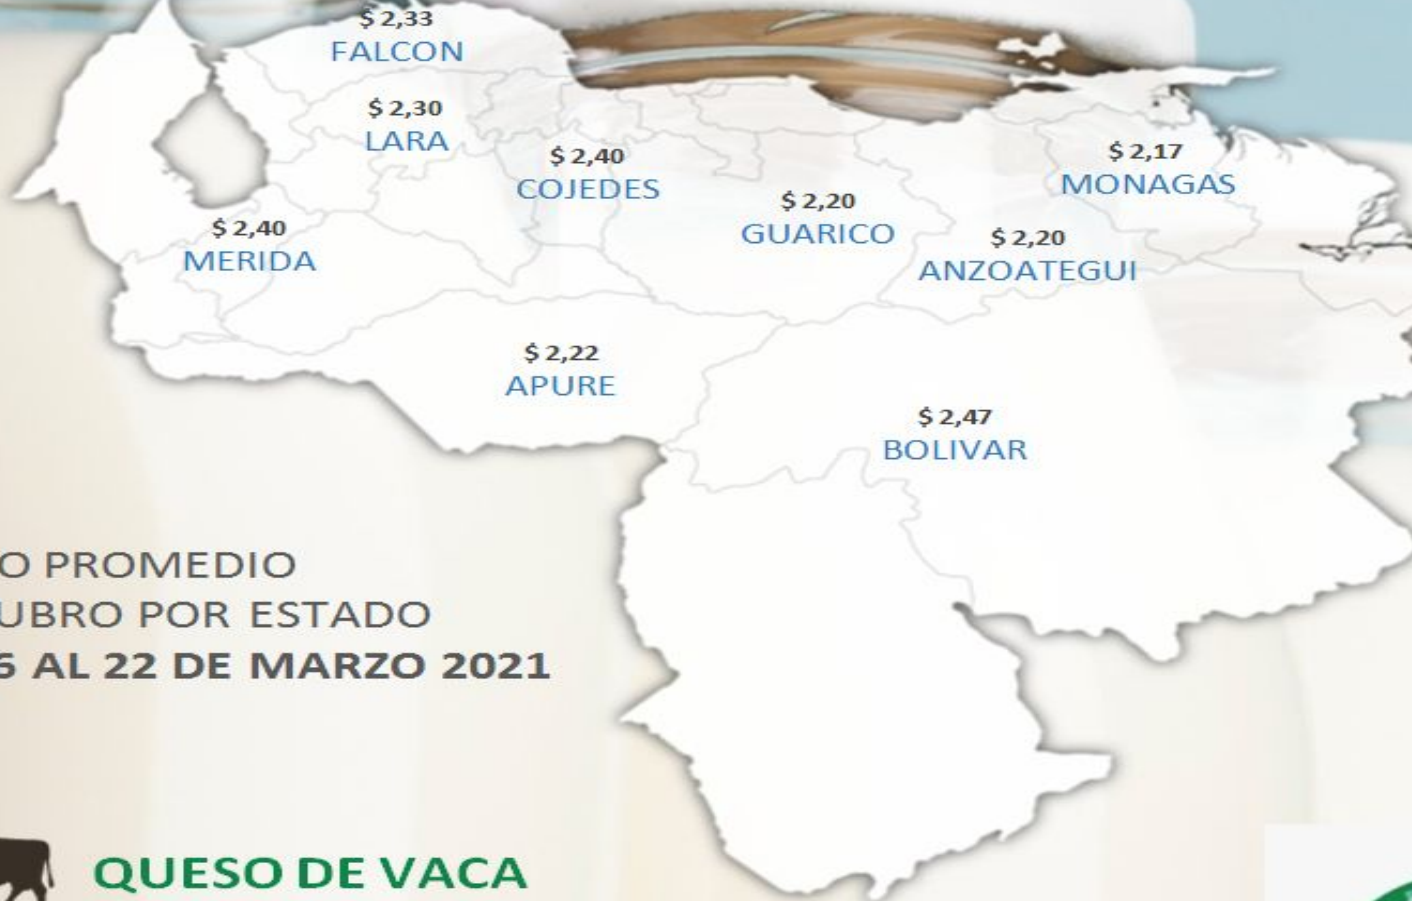 $ 2,33
FALCON
$ 2,30
LARA
$ 2,40
COJEDES
$ 2,17
MONAGAS
$ 2,20
GUARICO
$ 2,40
MERIDA
$ 2,20
ANZOATEGUI
$ 2,22
APURE
$ 2,47
BOLIVAR
PROMEDIO
POR ESTADO
AL 22 DE MARZO 2021
QUESO DE VACA